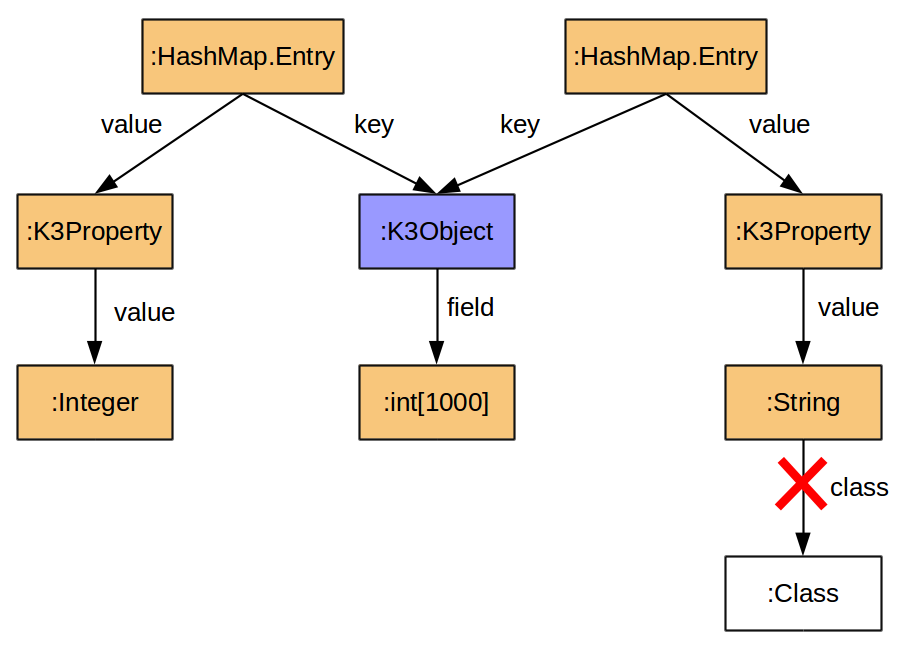 :HashMap.Entry
:HashMap.Entry
value
key
key
value
:K3Property
:K3Object
:K3Property
value
field
value
:Integer
:int[1000]
:String
class
:Class